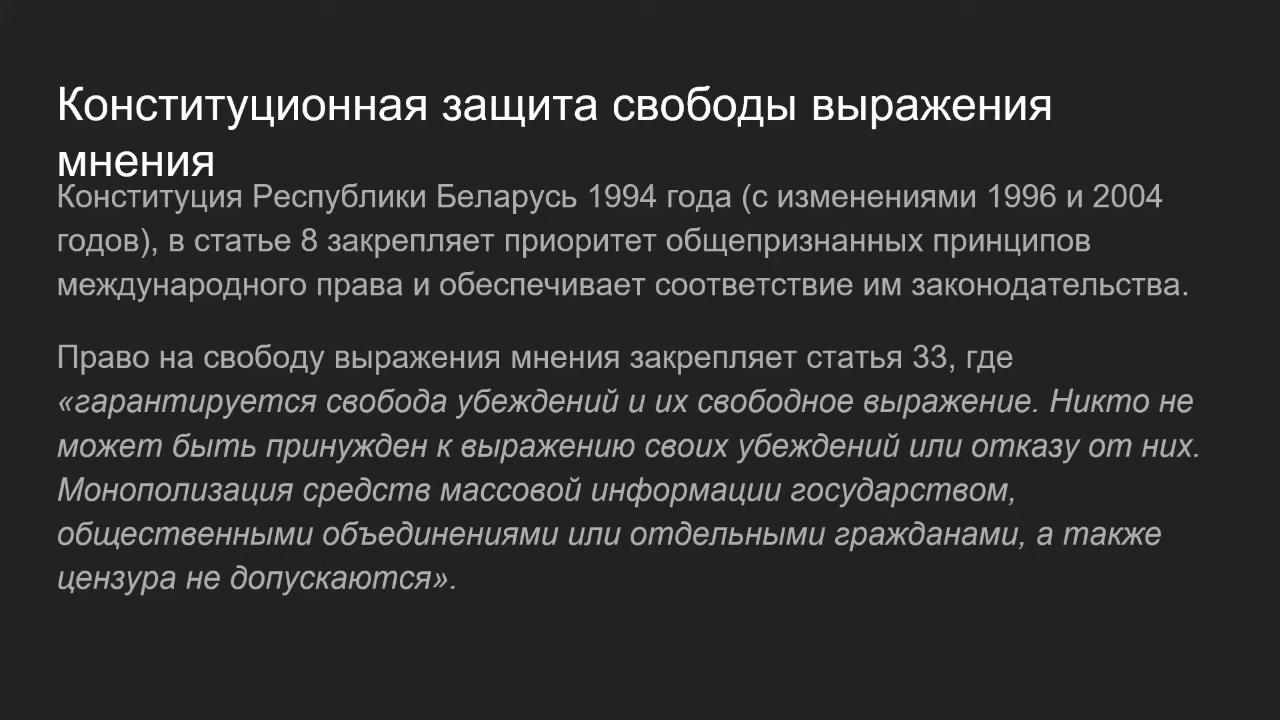 Конституционная защита свободы выражения
мнения
Конституция Республики Беларусь 1994 года (с изменениями 1996 и 2004
годов), в статье 8 закрепляет приоритет общепризнанных принципов
международного права и обеспечивает соответствие им законодательства.
Право на свободу выражения мнения закрепляет статья 33, где
«гарантируется свобода убеждений и их свободное выражение. Никто не
может быть принужден к выражению своих убеждений или отказу от них.
Монополизация средств массовой информации государством,
общественными объединениями или отдельными гражданами, а также
цензура не допускаются».